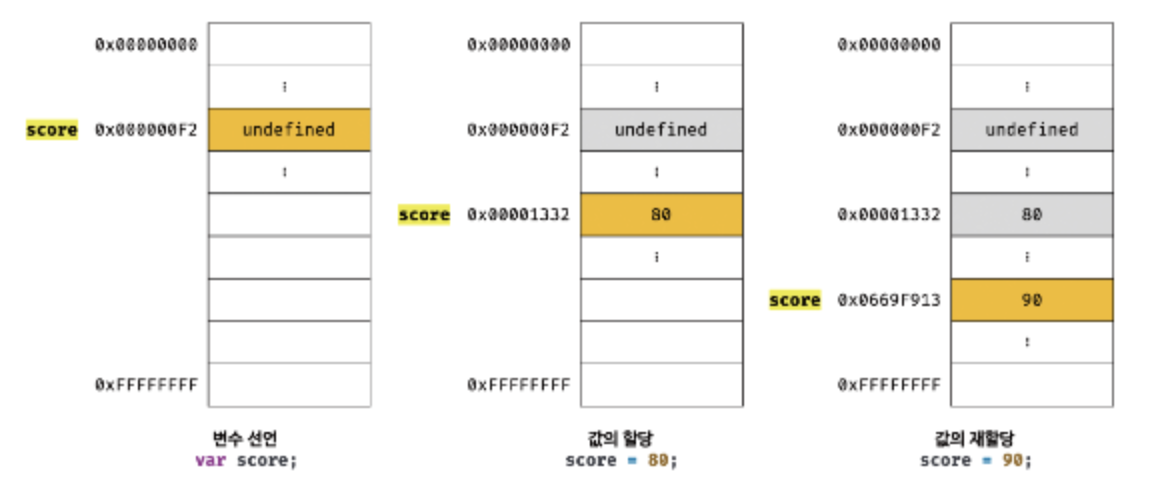 0x00000000
⋮
score 0x000000F2 undefined
⋮
0xFFFFFFFF
변수 선언
var score;
0x00000000
⋮
0x000000F2 undefined
⋮
score 0x00001332 80
⋮
0xFFFFFFFF
값의 할당
score = 80;
0x00000000
⋮
0x000000F2 undefined
⋮
0x00001332 80
⋮
score 0x0669F913 90
⋮
0xFFFFFFFF
값의 재할당
score = 90;